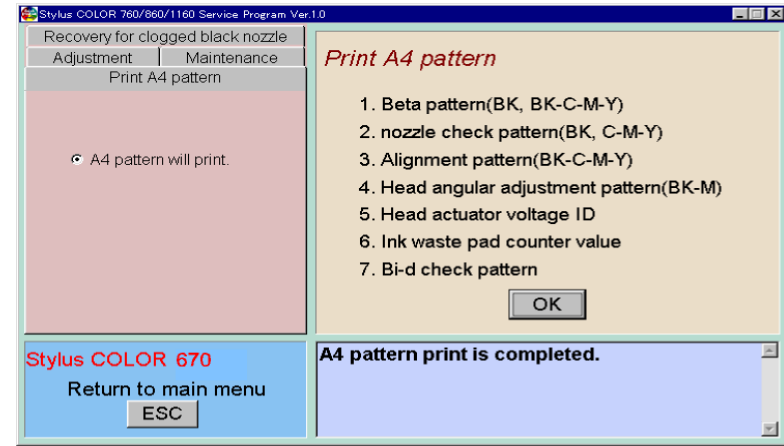 Stylus COLOR 760/860/1160 Service Program Ver.1.0
Recovery for clogged black nozzle
Adjustment Maintenance
Print A4 pattern
A4 pattern will print.
Print A4 pattern
1. Beta pattern(BK, BK-C-M-Y)
2. nozzle check pattern(BK, C-M-Y)
3. Alignment pattern(BK-C-M-Y)
4. Head angular adjustment pattern(BK-M)
5. Head actuator voltage ID
6. Ink waste pad counter value
7. Bi-d check pattern
OK
Stylus COLOR 670
Return to main menu
ESC
A4 pattern print is completed.